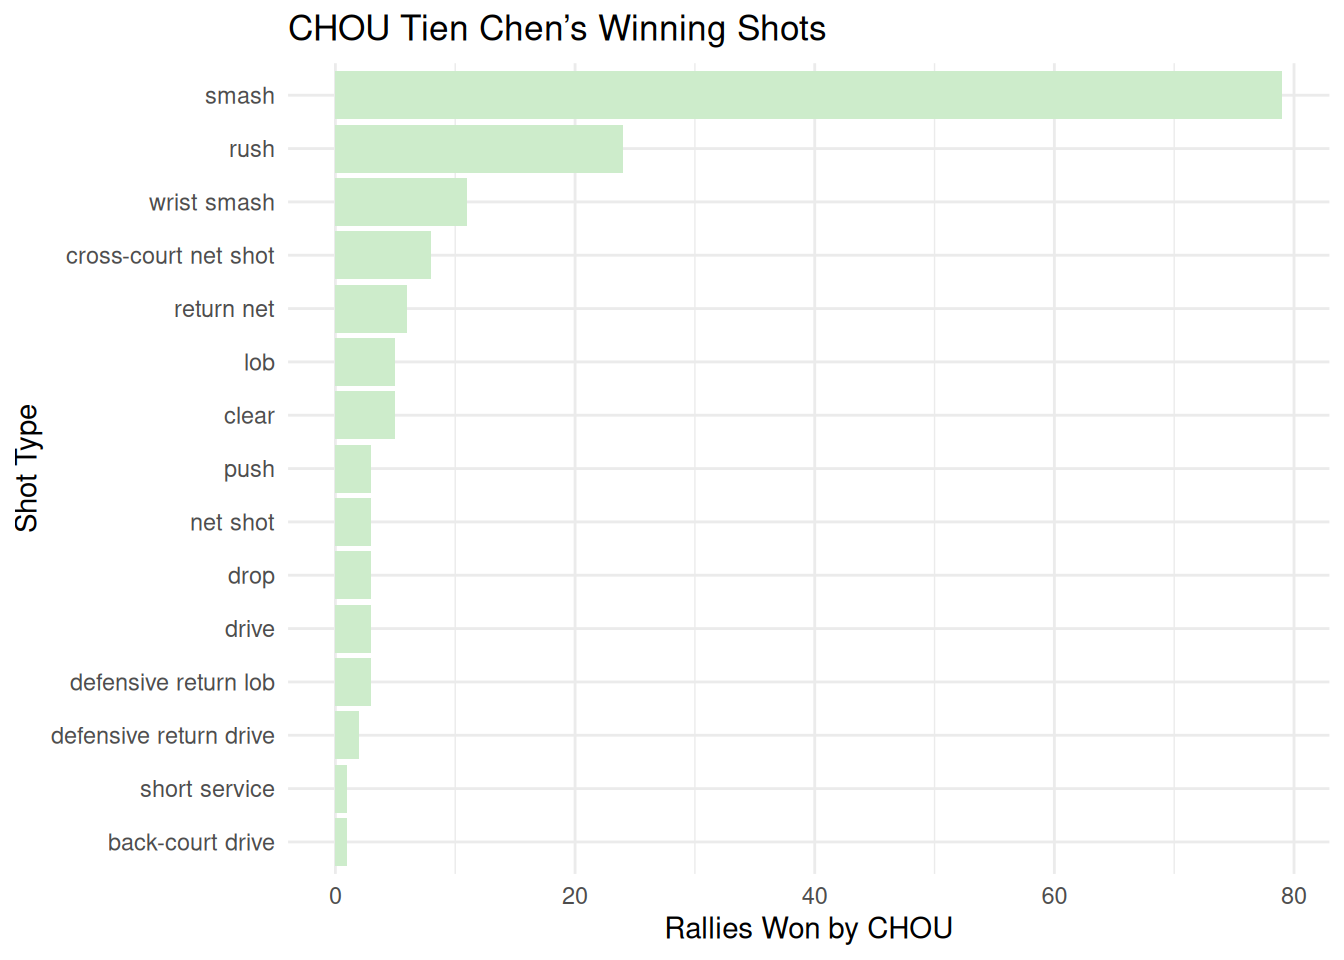 CHOU Tien Chen’s Winning Shots
Shot Type
smash
rush
wrist smash
cross-court net shot
return net
lob
clear
push
net shot
drop
drive
defensive return lob
defensive return drive
short service
back-court drive
0 20 40 60 80
Rallies Won by CHOU